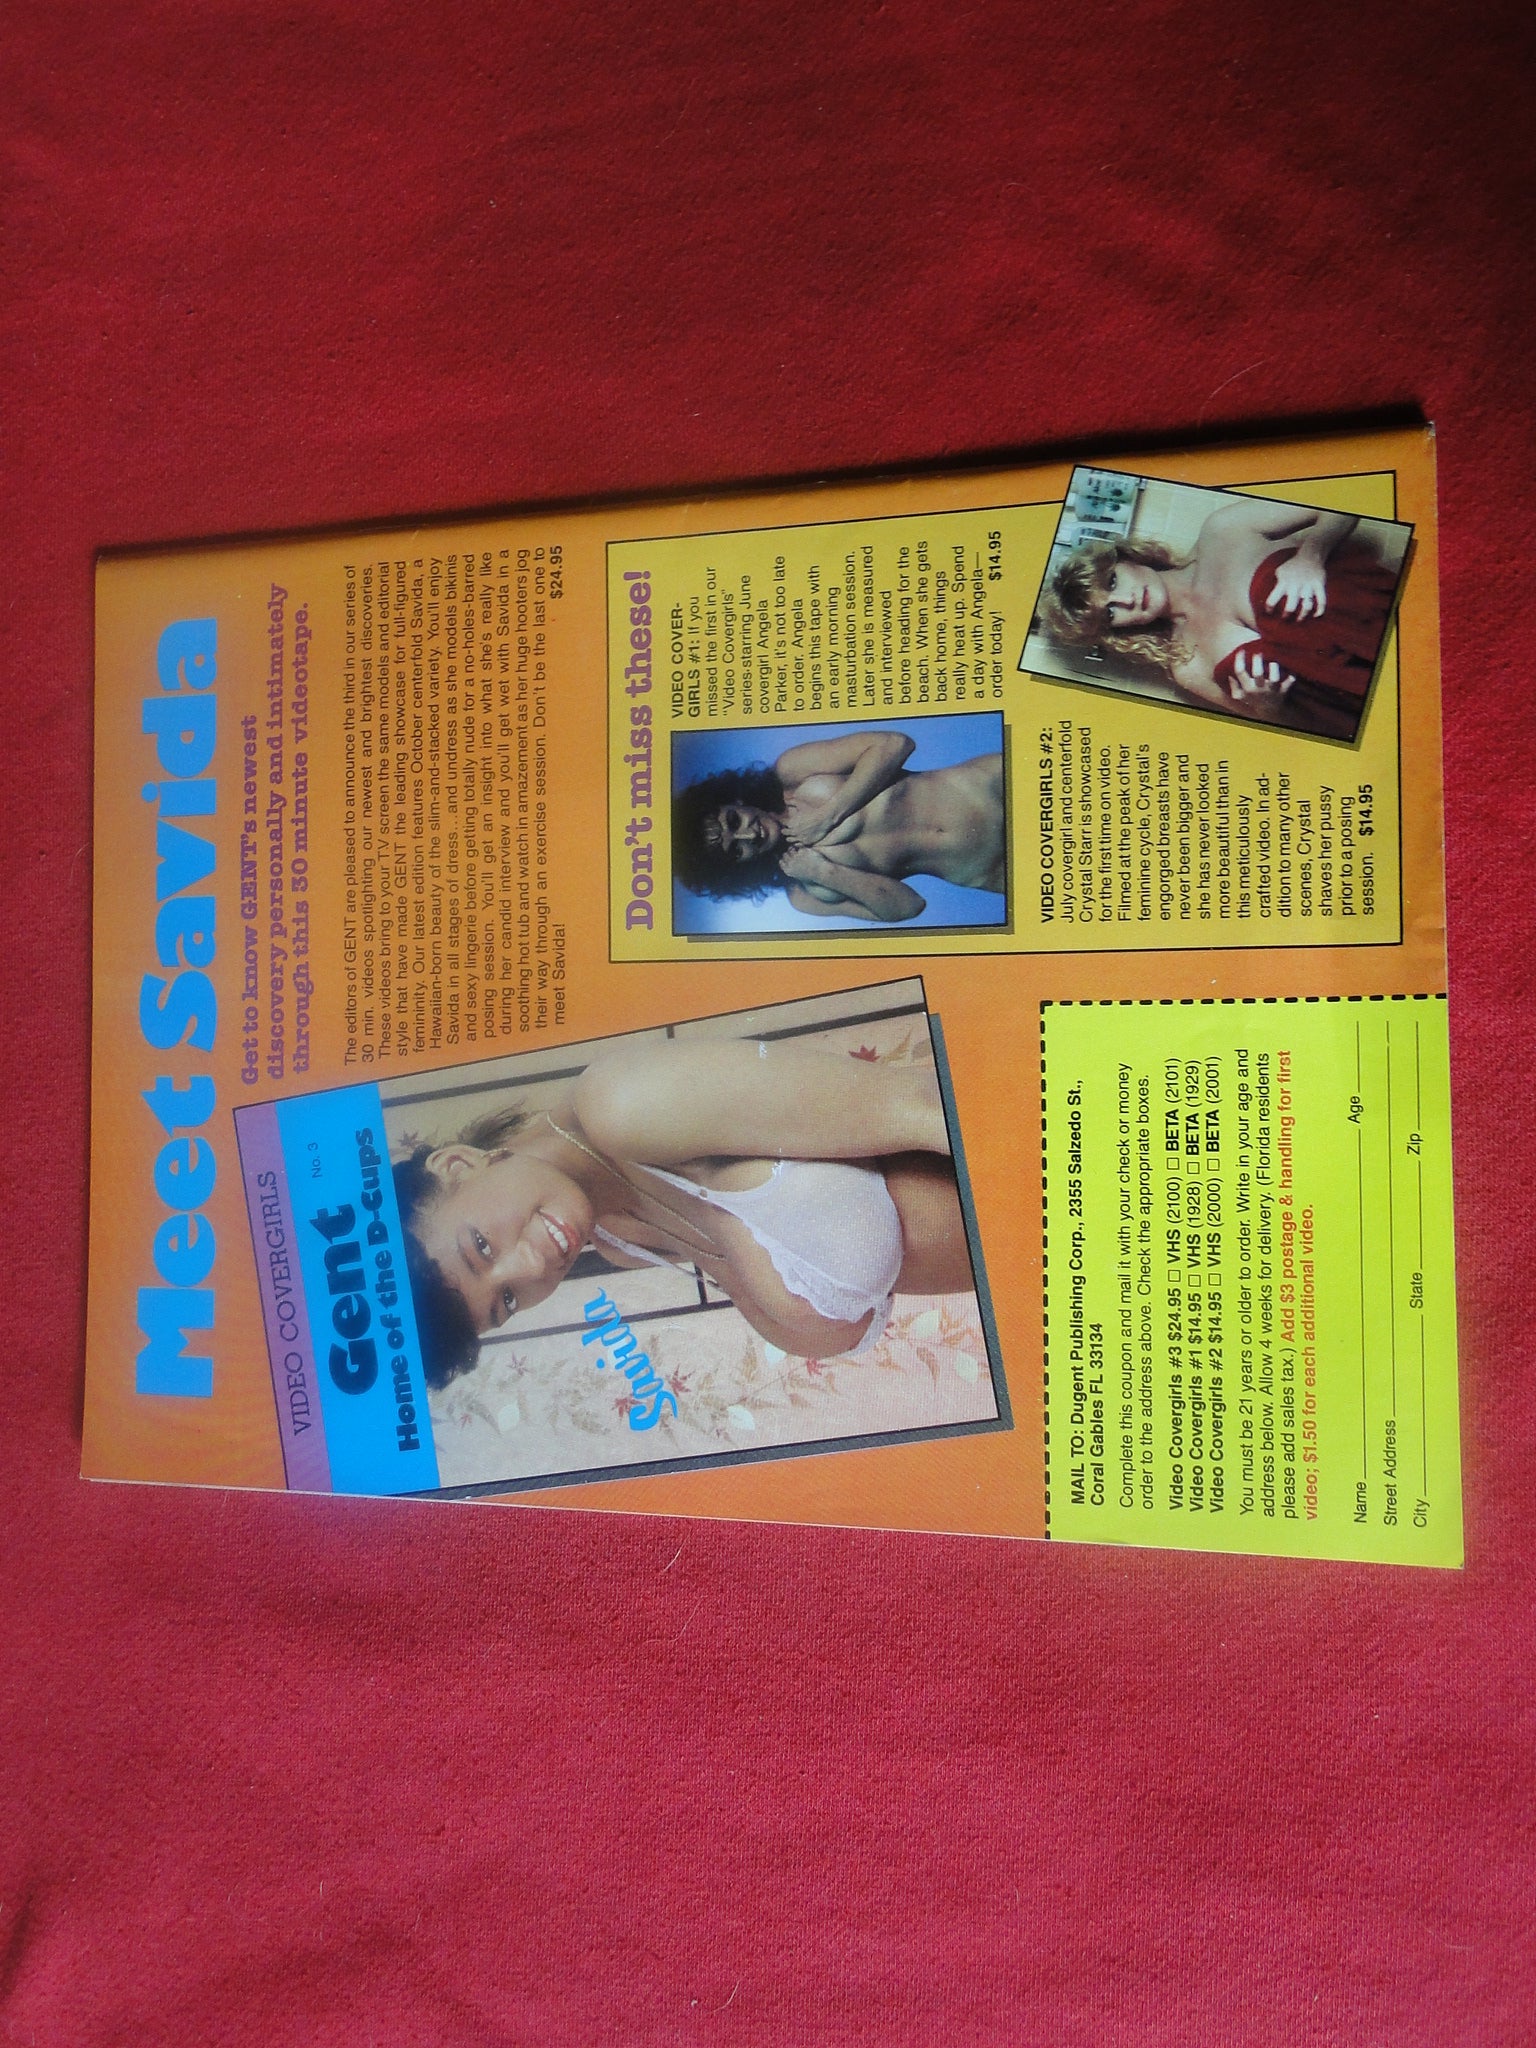 Meet Savida
Get to know GENT's newest
discovery personally and intimately
through this 30 minute videotape.
The editors of GENT are pleased to announce the third in our series of
30 min. videos spotlighting our newest and brightest discoveries.
These videos bring to your TV screen the same models and editorial
style that have made GENT the leading showcase for full-figured
femininity. Our latest edition features October centerfold Savida, a
Hawaiian-born beauty of the slim-and-stacked variety. You'll enjoy
Savida in all stages of dress...and undress as she models bikinis
and sexy lingerie before getting totally nude for a no-holes-barred
posing session. You'll get an insight into what she's really like
during her candid interview and you'll get wet with Savida in a
soothing hot tub and watch in amazement as her huge hooters jog
their way through an exercise session. Don't be the last one to
meet Savida! $24.95
VIDEO COVERGIRLS
Gent No. 3
Home of the D-Cups
Savida
Don't miss these!
VIDEO COVER-
GIRLS #1: If you
missed the first in our
"Video Covergirls"
series-starring June
covergirl Angela
Parker, it's not too late
to order. Angela
begins this tape with
an early morning
masturbation session.
Later she is measured
and interviewed
before heading for the
beach. When she gets
back home, things
really heat up. Spend
a day with Angela—
order today! $14.95
VIDEO COVERGIRLS #2:
July covergirl and centerfold
Crystal Starr is showcased
for the first time on video.
Filmed at the peak of her
feminine cycle, Crystal's
engorged breasts have
never been bigger and
she has never looked
more beautiful than in
this meticulously
crafted video. In ad-
dition to many other
scenes, Crystal
shaves her pussy
prior to a posing
session. $14.95
MAIL TO: Dugent Publishing Corp., 2355 Salzedo St.,
Coral Gables FL 33134
Complete this coupon and mail it with your check or money
order to the address above. Check the appropriate boxes.
Video Covergirls #3 $24.95 □ VHS (2100) □ BETA (2101)
Video Covergirls #1 $14.95 □ VHS (1928) □ BETA (1929)
Video Covergirls #2 $14.95 □ VHS (2000) □ BETA (2001)
You must be 21 years or older to order. Write in your age and
address below. Allow 4 weeks for delivery. (Florida residents
please add sales tax.) Add $3 postage & handling for first
video; $1.50 for each additional video.
Name Age
Street Address
City State Zip